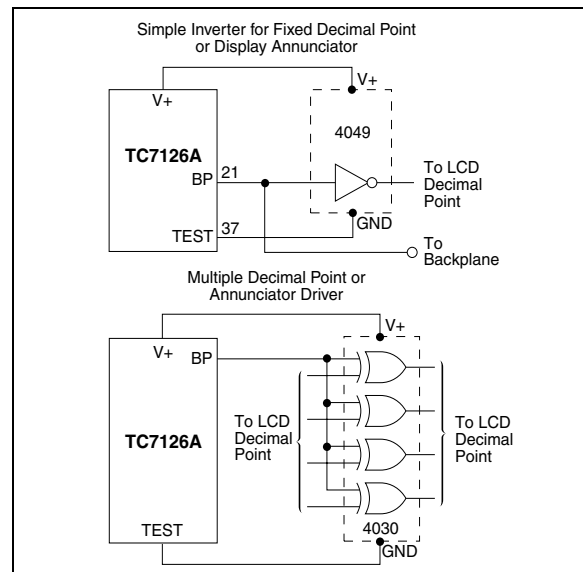 Simple Inverter for Fixed Decimal Point
or Display Annunciator
V+
V+
4049
TC7126A
BP
21
To LCD
Decimal
Point
TEST
37
GND
To
Backplane
Multiple Decimal Point or
Annunciator Driver
V+
V+
BP
To LCD
Decimal
Point
To LCD
Decimal
Point
TC7126A
TEST
4030
GND